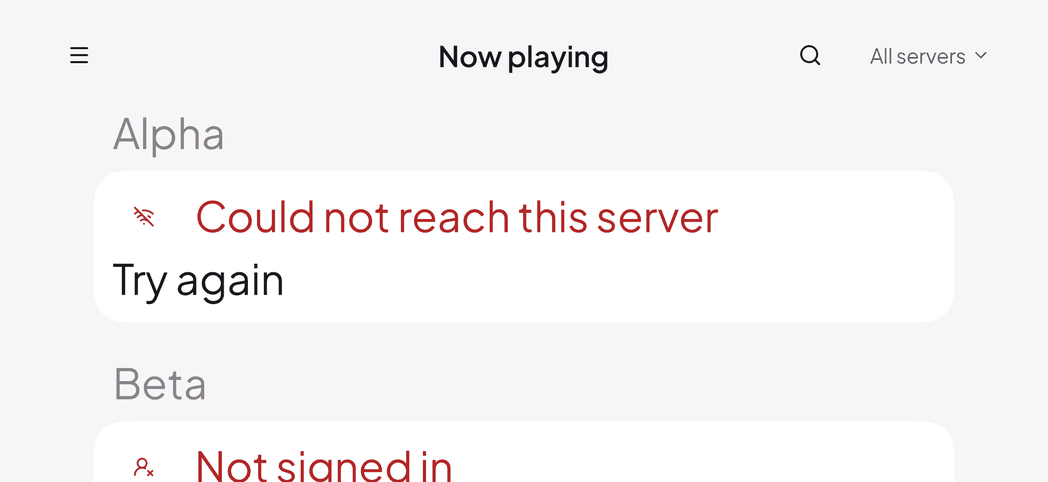 Now playing
All servers
Alpha
Could not reach this server
Try again
Beta
Not signed in